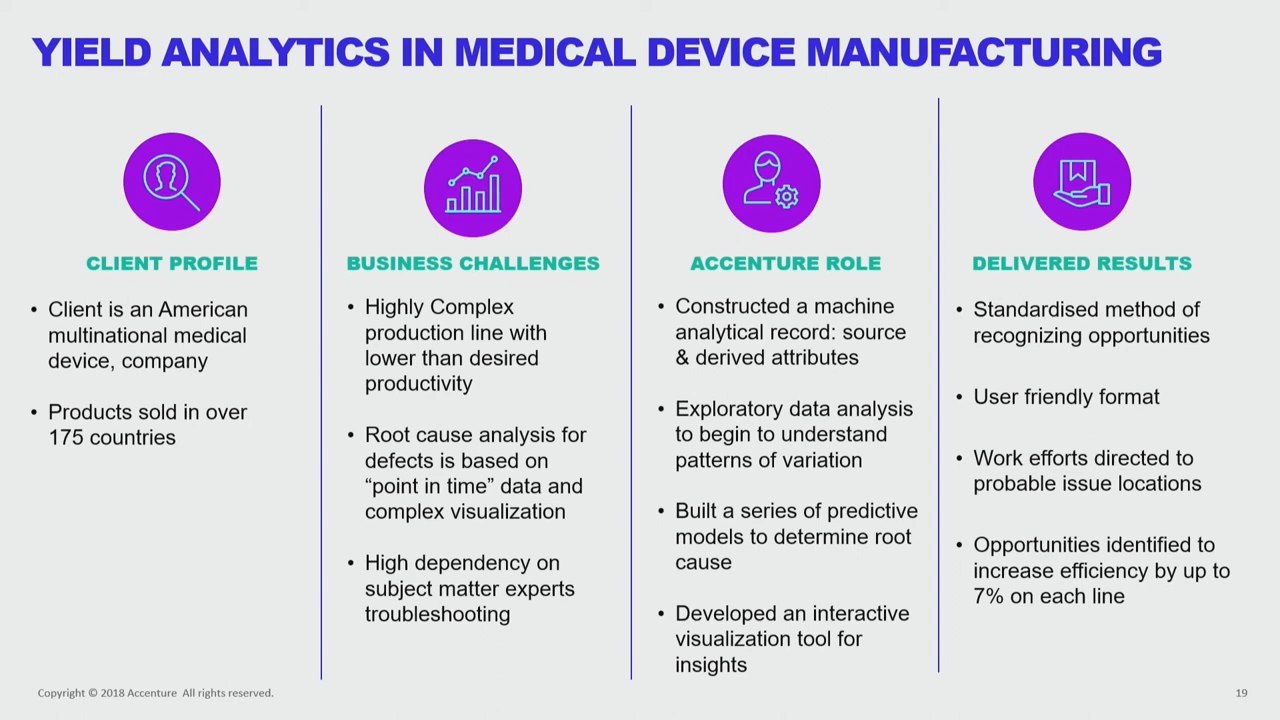 YIELD ANALYTICS IN MEDICAL DEVICE MANUFACTURING
CLIENT PROFILE
• Client is an American
multinational medical
device, company
• Products sold in over
175 countries
BUSINESS CHALLENGES
• Highly Complex
production line with
lower than desired
productivity
• Root cause analysis for
defects is based on
“point in time” data and
complex visualization
• High dependency on
subject matter experts
troubleshooting
ACCENTURE ROLE
• Constructed a machine
analytical record: source
& derived attributes
• Exploratory data analysis
to begin to understand
patterns of variation
• Built a series of predictive
models to determine root
cause
• Developed an interactive
visualization tool for
insights
DELIVERED RESULTS
• Standardised method of
recognizing opportunities
• User friendly format
• Work efforts directed to
probable issue locations
• Opportunities identified to
increase efficiency by up to
7% on each line
Copyright © 2018 Accenture All rights reserved.
19